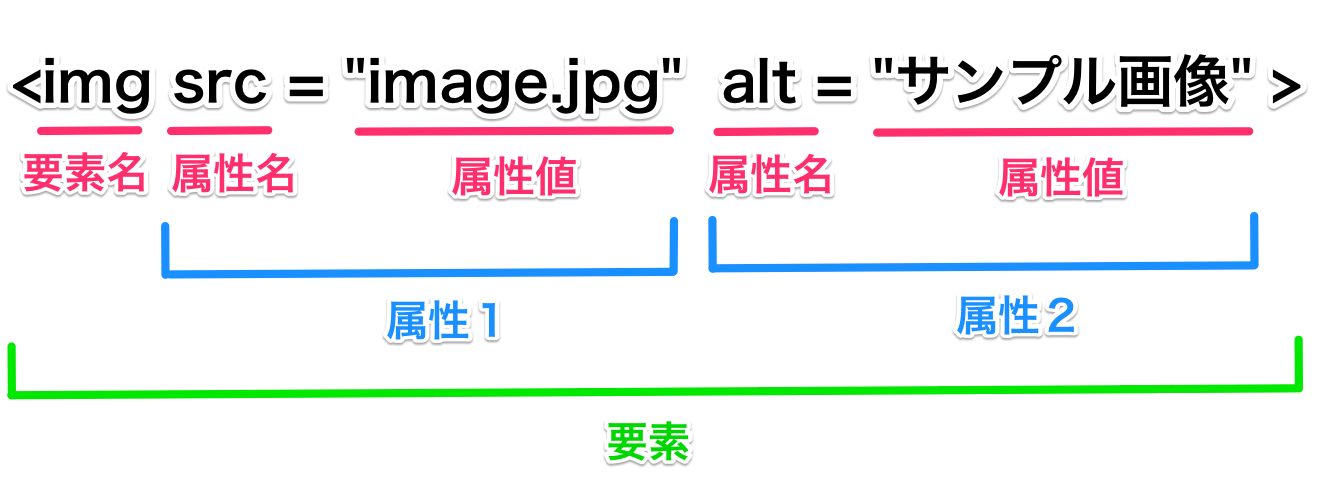 <img src = "image.jpg" alt = "サンプル画像" >
要素名 属性名 属性値 属性名 属性値
属性１ 属性２
要素